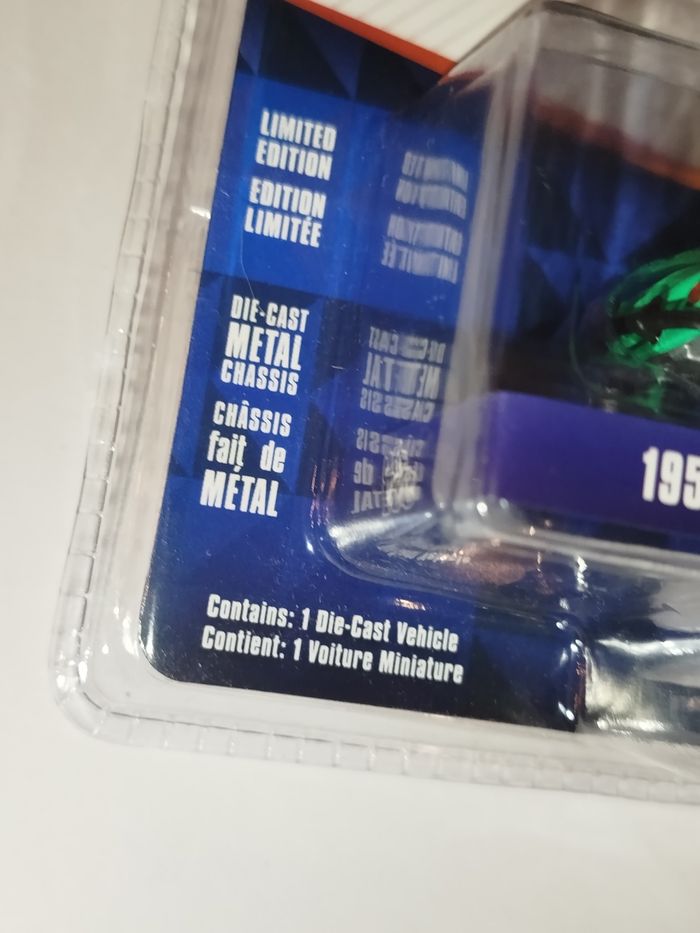 LIMITED
EDITION
EDITION
LIMITÉE
DIE-CAST
METAL
CHASSIS
CHÂSSIS
fait de
MÉTAL
195
Contains: 1 Die-Cast Vehicle
Contient: 1 Voiture Miniature